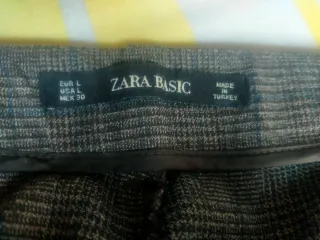 EUR L
USA L
MEX 30
ZARA BASIC
MADE
IN
TURKEY